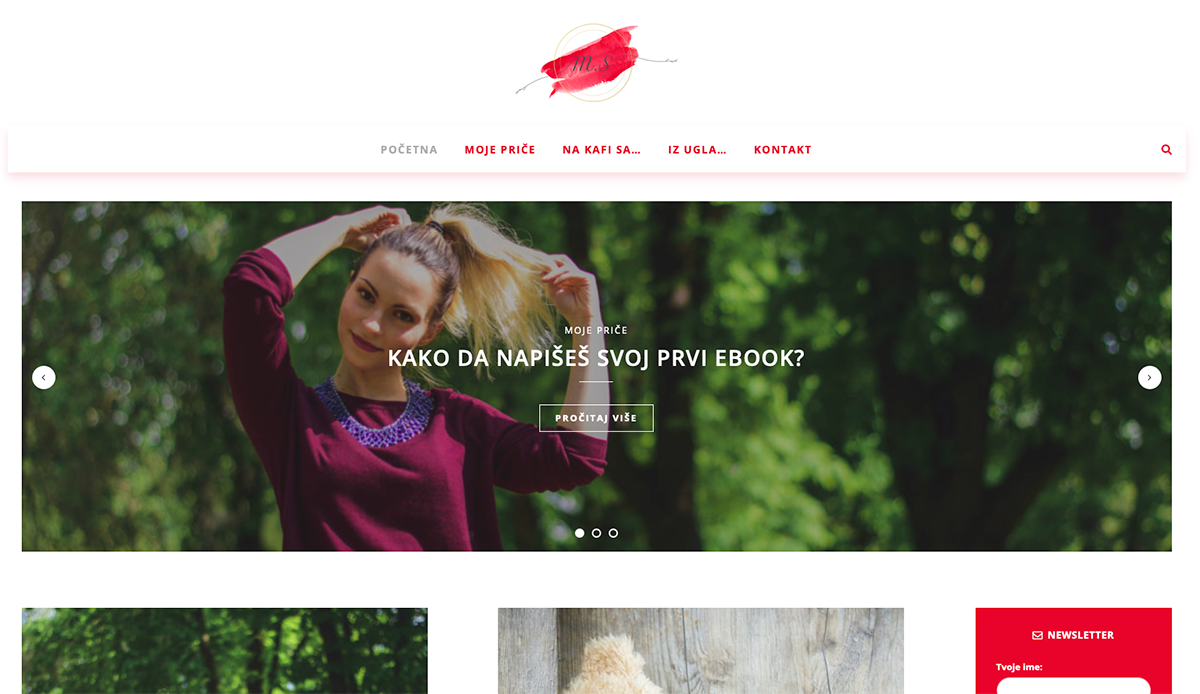 m.s
POČETNA MOJE PRIČE NA KAFI SA... IZ UGLA... KONTAKT
MOJE PRIČE
KAKO DA NAPIŠEŠ SVOJ PRVI EBOOK?
PROČITAJ VIŠE
NEWSLETTER
Tvoje ime: